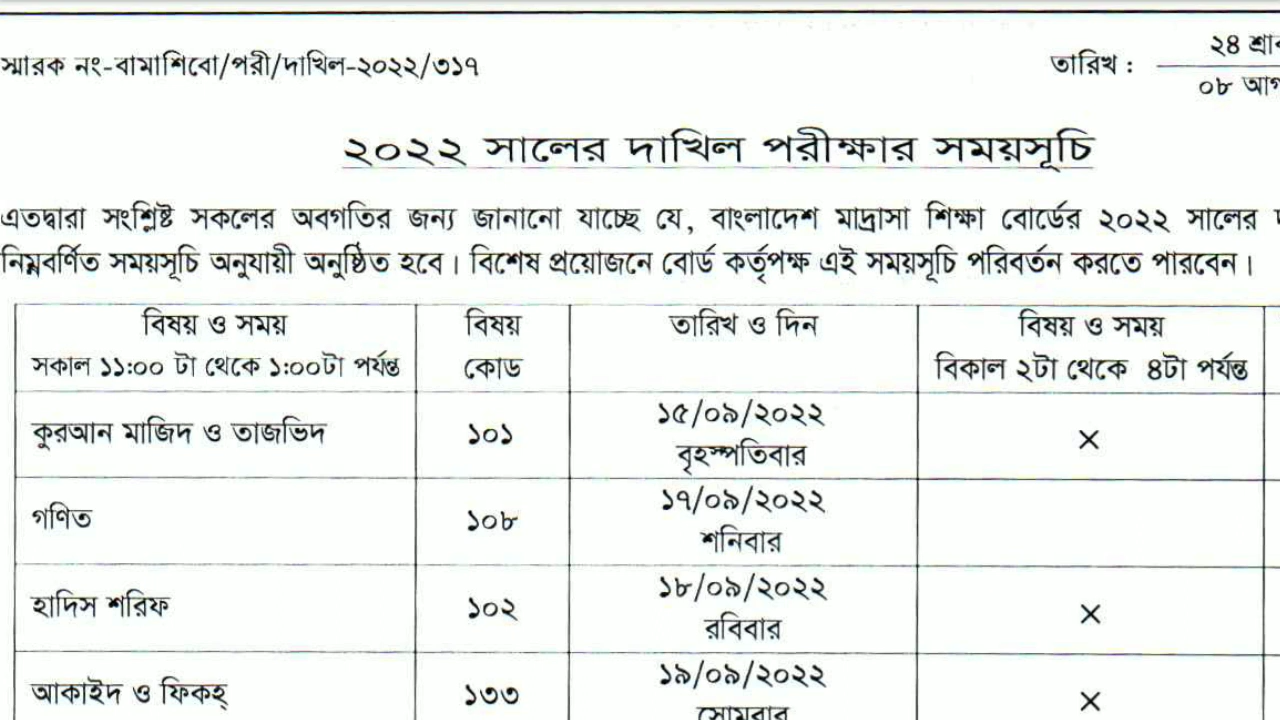 স্মারক নং-বামাশিবো/পরী/দাখিল-২০২২/৩১৭
তারিখ :
২৪
০৮
২০২২ সালের দাখিল পরীক্ষার সময়সূচি
এতদ্বারা সংশ্লিষ্ট সকলের অবগতির জন্য জানানো যাচ্ছে যে, বাংলাদেশ মাদ্রাসা শিক্ষা বোর্ডের ২০২২ সালের
নিম্নবর্ণিত সময়সূচি অনুযায়ী অনুষ্ঠিত হবে। বিশেষ প্রয়োজনে বোর্ড কর্তৃপক্ষ এই সময়সূচি পরিবর্তন করতে পারবেন।
বিষয় ও সময়
সকাল ১১:০০ টা থেকে ১:০০টা পর্যন্ত
বিষয়
কোড
তারিখ ও দিন
বিষয় ও সময়
বিকাল ২টা থেকে ৪টা পর্যন্ত
কুরআন মাজিদ ও তাজভিদ
১০১
১৫/০৯/২০২২
বৃহস্পতিবার
×
গণিত
১০৮
১৭/০৯/২০২২
শনিবার
হাদিস শরিফ
১০২
১৮/০৯/২০২২
রবিবার
×
আকাইদ ও ফিকহ্
১৩৩
১৯/০৯/২০২২
সোমবার
×